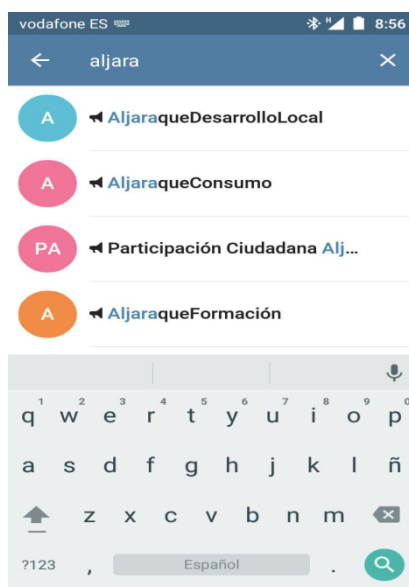 vodafone ES 8:56
aljara
A AljaraqueDesarrolloLocal
A AljaraqueConsumo
PA Participación Ciudadana Alj...
A AljaraqueFormación
1 2 3 4 5 6 7 8 9 0
q w e r t y u i o p
a s d f g h j k l ñ
z x c v b n m
?123 , Español .